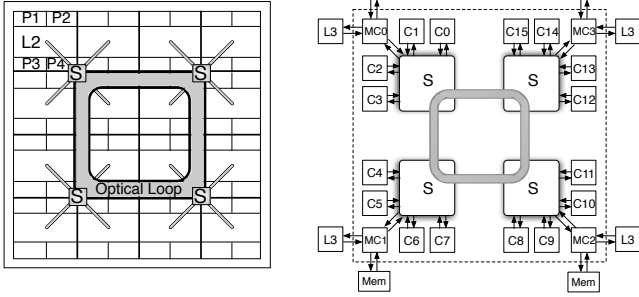 P1 P2
L2
P3 P4
S S
S S
Optical Loop
L3 MC0 C1 C0 C15 C14 MC3 L3
C2 S S C13
C3 C12
C4 C11
C5 S S C10
L3 MC1 C6 C7 C8 C9 MC2 L3
Mem Mem